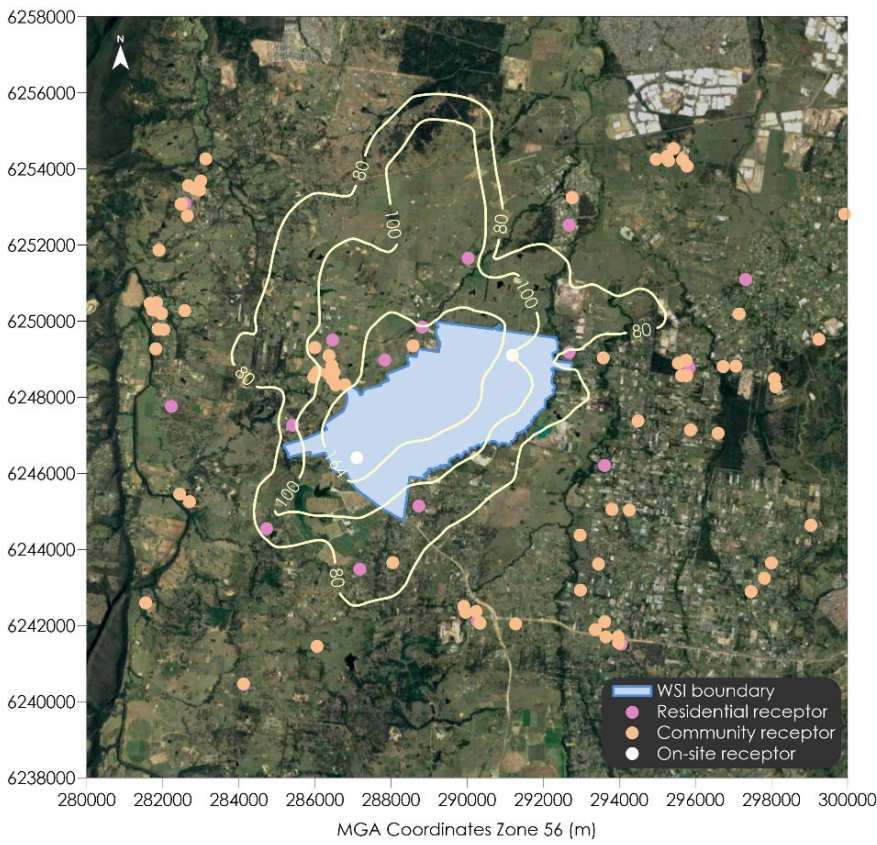 6258000
N
6256000
6254000
80
6252000
100
80
6250000
100
80
6248000
80
6246000
164
100
6244000
80
6242000
6240000
WSI boundary
Residential receptor
Community receptor
On-site receptor
6238000
280000 282000 284000 286000 288000 290000 292000 294000 296000 298000 300000
MGA Coordinates Zone 56 (m)